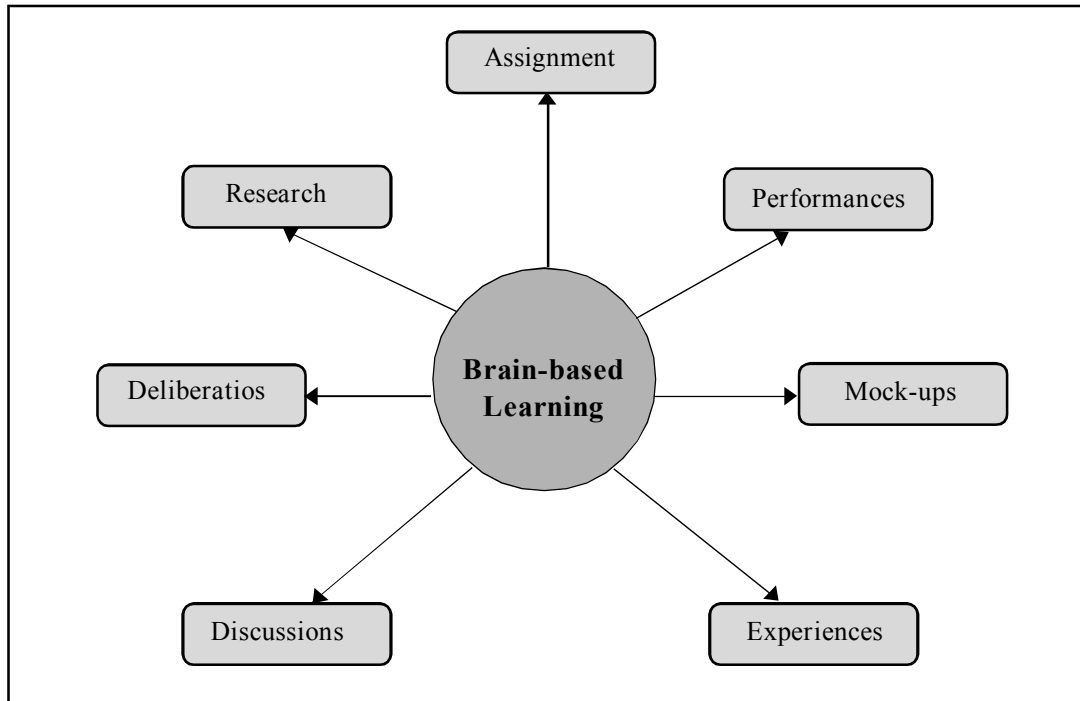 Assignment
Research
Performances
Brain-based
Learning
Deliberatios
Mock-ups
Discussions
Experiences